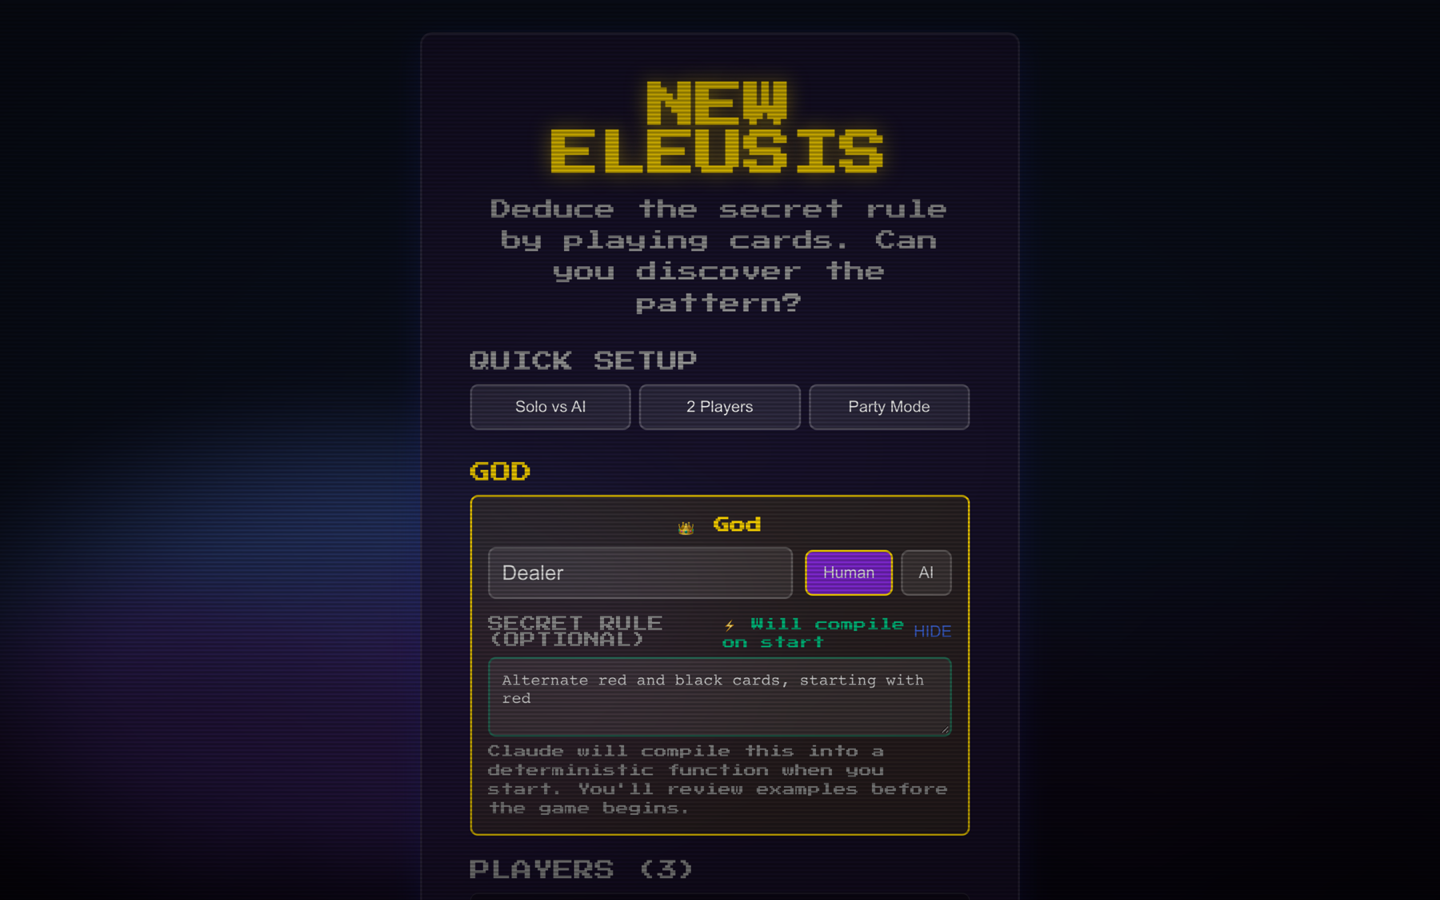 NEW
ELEUSIS
Deduce the secret rule
by playing cards. Can
you discover the
pattern?
QUICK SETUP
Solo vs AI
2 Players
Party Mode
GOD
God
Dealer
Human
AI
SECRET RULE
(OPTIONAL)
⚡ Will compile
on start
HIDE
Alternate red and black cards, starting with
red
Claude will compile this into a
deterministic function when you
start. You'll review examples before
the game begins.
PLAYERS (3)